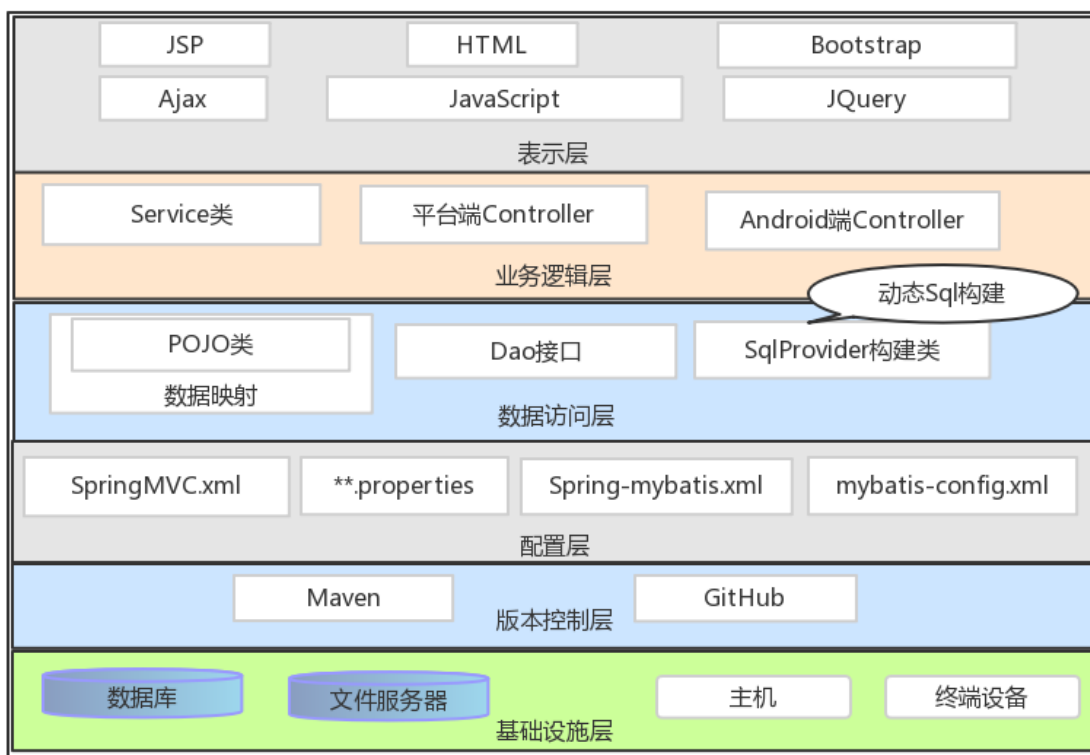 JSP
HTML
Bootstrap
Ajax
JavaScript
JQuery
表示层
Service类
平台端Controller
Android端Controller
业务逻辑层
动态Sql构建
POJO类
数据映射
Dao接口
SqlProvider构建类
数据访问层
SpringMVC.xml
**.properties
Spring-mybatis.xml
mybatis-config.xml
配置层
Maven
GitHub
版本控制层
数据库
文件服务器
主机
终端设备
基础设施层